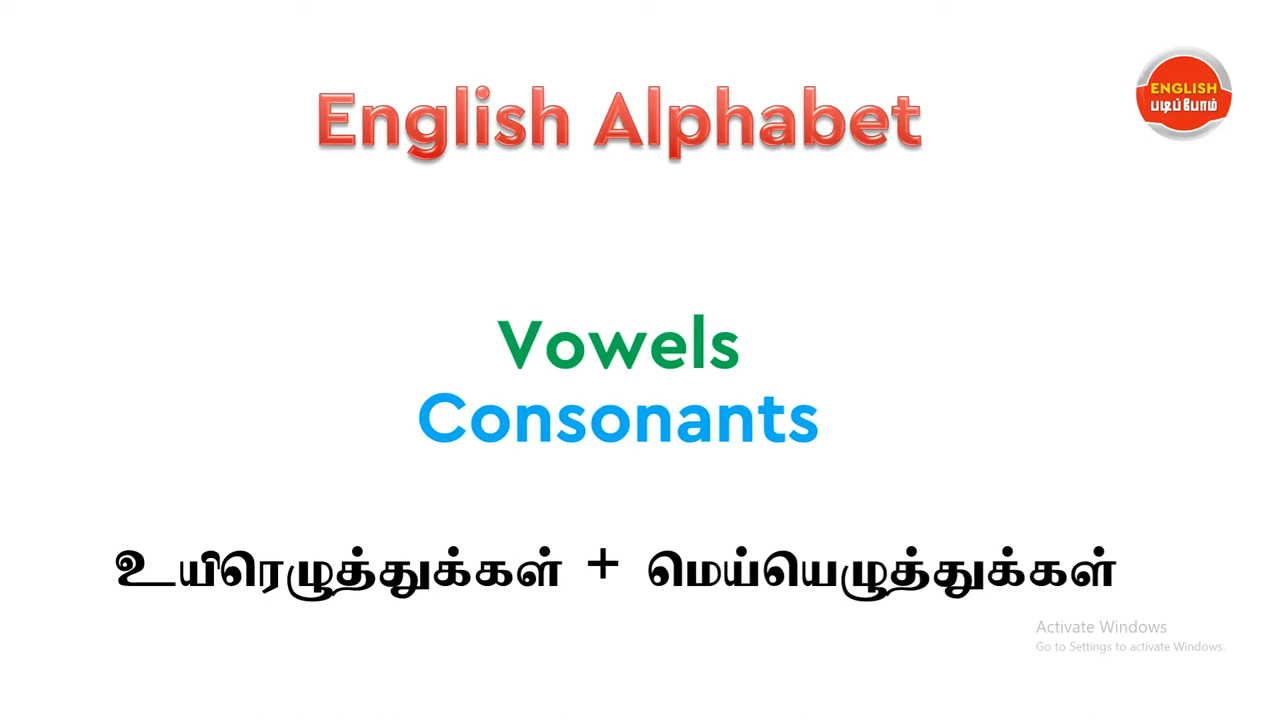 English Alphabet
ENGLISH
படிப்போம்
Vowels
Consonants
உயிரெழுத்துக்கள் + மெய்யெழுத்துக்கள்
Activate Windows
Go to Settings to activate Windows.